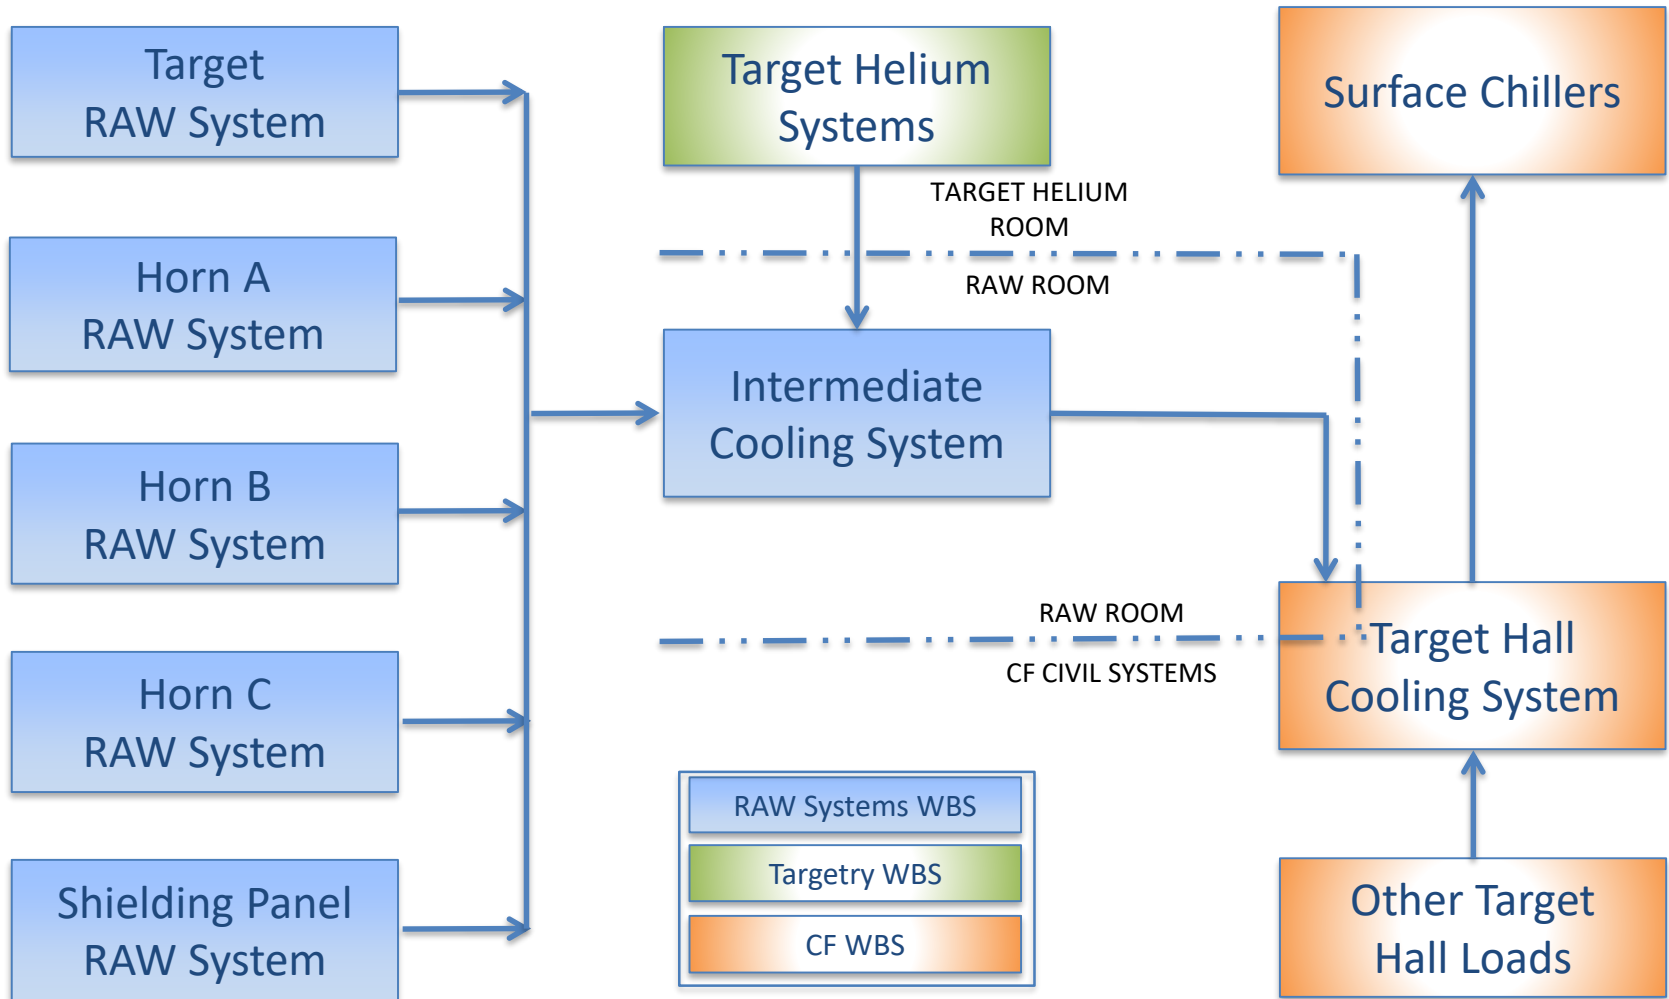 Target
RAW System
Horn A
RAW System
Horn B
RAW System
Horn C
RAW System
Shielding Panel
RAW System
Target Helium
Systems
TARGET HELIUM
ROOM
RAW ROOM
Intermediate
Cooling System
RAW ROOM
CF CIVIL SYSTEMS
RAW Systems WBS
Targetry WBS
CF WBS
Surface Chillers
Target Hall
Cooling System
Other Target
Hall Loads